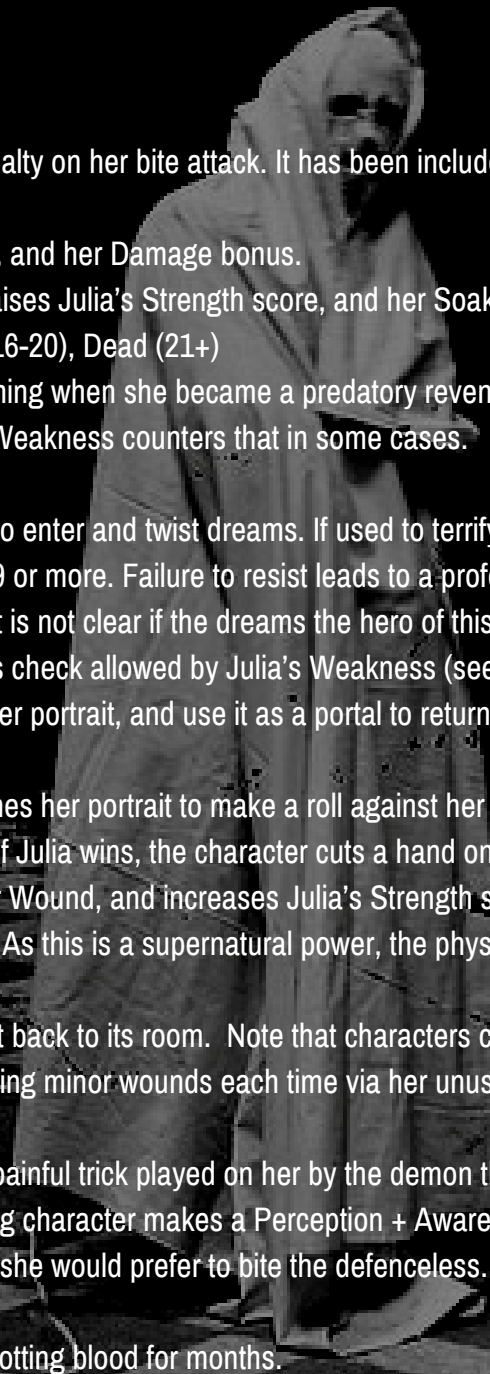 alty on her bite attack. It has been include
, and her Damage bonus.
ises Julia's Strength score, and her Soak
16-20), Dead (21+)
ning when she became a predatory reven
Weakness counters that in some cases.
o enter and twist dreams. If used to terrify
9 or more. Failure to resist leads to a profo
t is not clear if the dreams the hero of this
s check allowed by Julia's Weakness (see
er portrait, and use it as a portal to return
nes her portrait to make a roll against her
f Julia wins, the character cuts a hand on
r Wound, and increases Julia's Strength s
As this is a supernatural power, the phys
t back to its room.  Note that characters c
ing minor wounds each time via her unus
painful trick played on her by the demon t
g character makes a Perception + Aware
she would prefer to bite the defenceless.
otting blood for months.